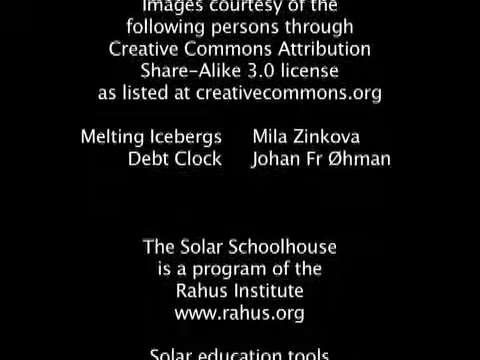 Images courtesy of the
following persons through
Creative Commons Attribution
Share-Alike 3.0 license
as listed at creativecommons.org
Melting Icebergs Mila Zinkova
Debt Clock Johan Fr Øhman
The Solar Schoolhouse
is a program of the
Rahus Institute
www.rahus.org
Solar education tools